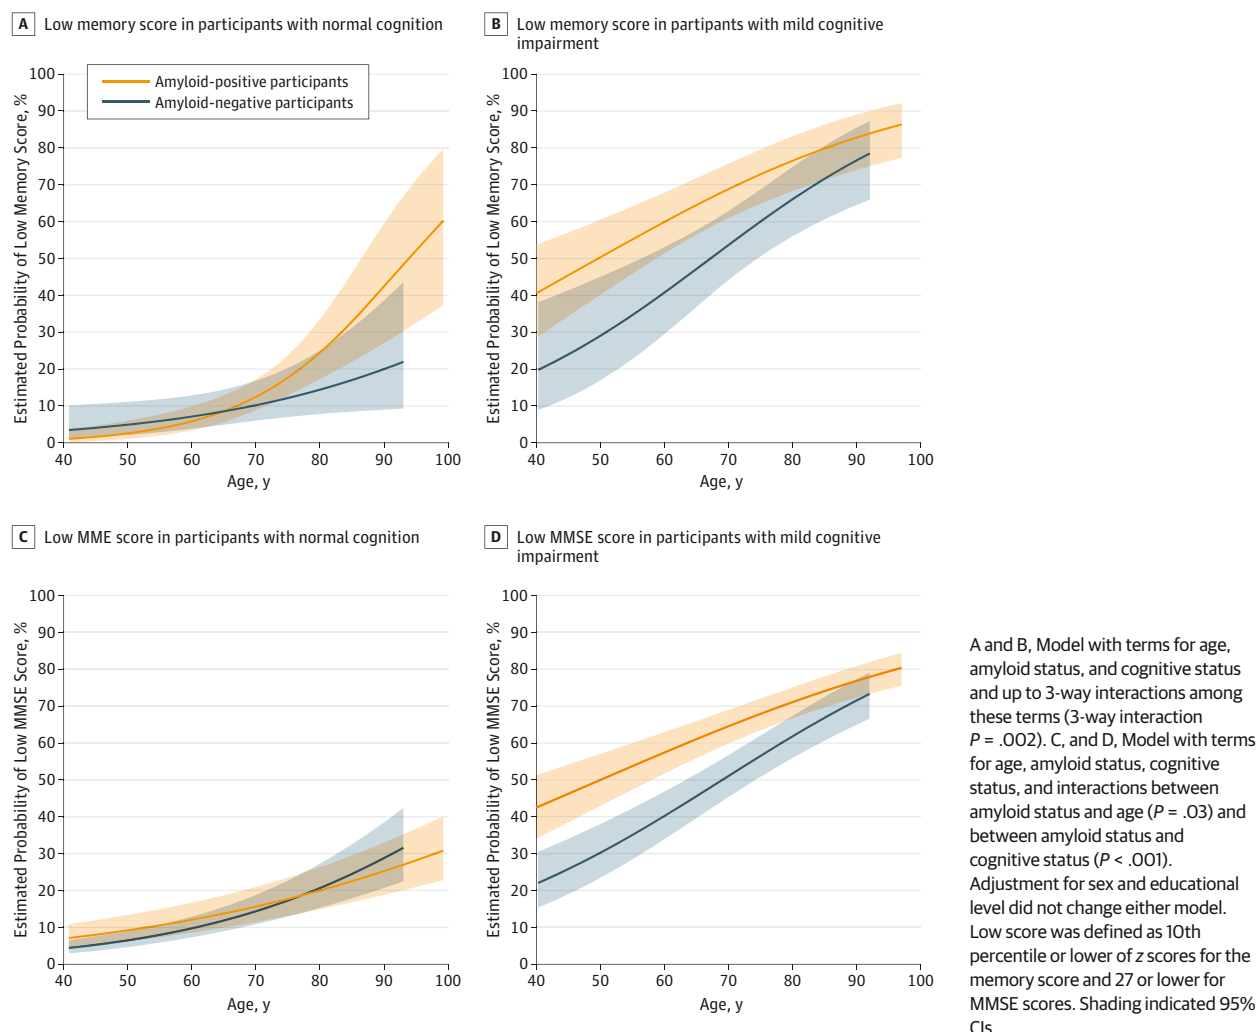 A Low memory score in participants with normal cognition
Amyloid-positive participants
Amyloid-negative participants
Estimated Probability of Low Memory Score, %
100
90
80
70
60
50
40
30
20
10
0
40 50 60 70 80 90 100
Age, y
B Low memory score in partipants with mild cognitive
impairment
Estimated Probability of Low Memory Score, %
100
90
80
70
60
50
40
30
20
10
0
40 50 60 70 80 90 100
Age, y
C Low MME score in participants with normal cognition
Estimated Probability of Low MMSE Score, %
100
90
80
70
60
50
40
30
20
10
0
40 50 60 70 80 90 100
Age, y
D Low MMSE score in participants with mild cognitive
impairment
Estimated Probability of Low MMSE Score, %
100
90
80
70
60
50
40
30
20
10
0
40 50 60 70 80 90 100
Age, y
A and B, Model with terms for age,
amyloid status, and cognitive status
and up to 3-way interactions among
these terms (3-way interaction
P = .002). C, and D, Model with terms
for age, amyloid status, cognitive
status, and interactions between
amyloid status and age (P = .03) and
between amyloid status and
cognitive status (P < .001).
Adjustment for sex and educational
level did not change either model.
Low score was defined as 10th
percentile or lower of z scores for the
memory score and 27 or lower for
MMSE scores. Shading indicated 95%
CIs